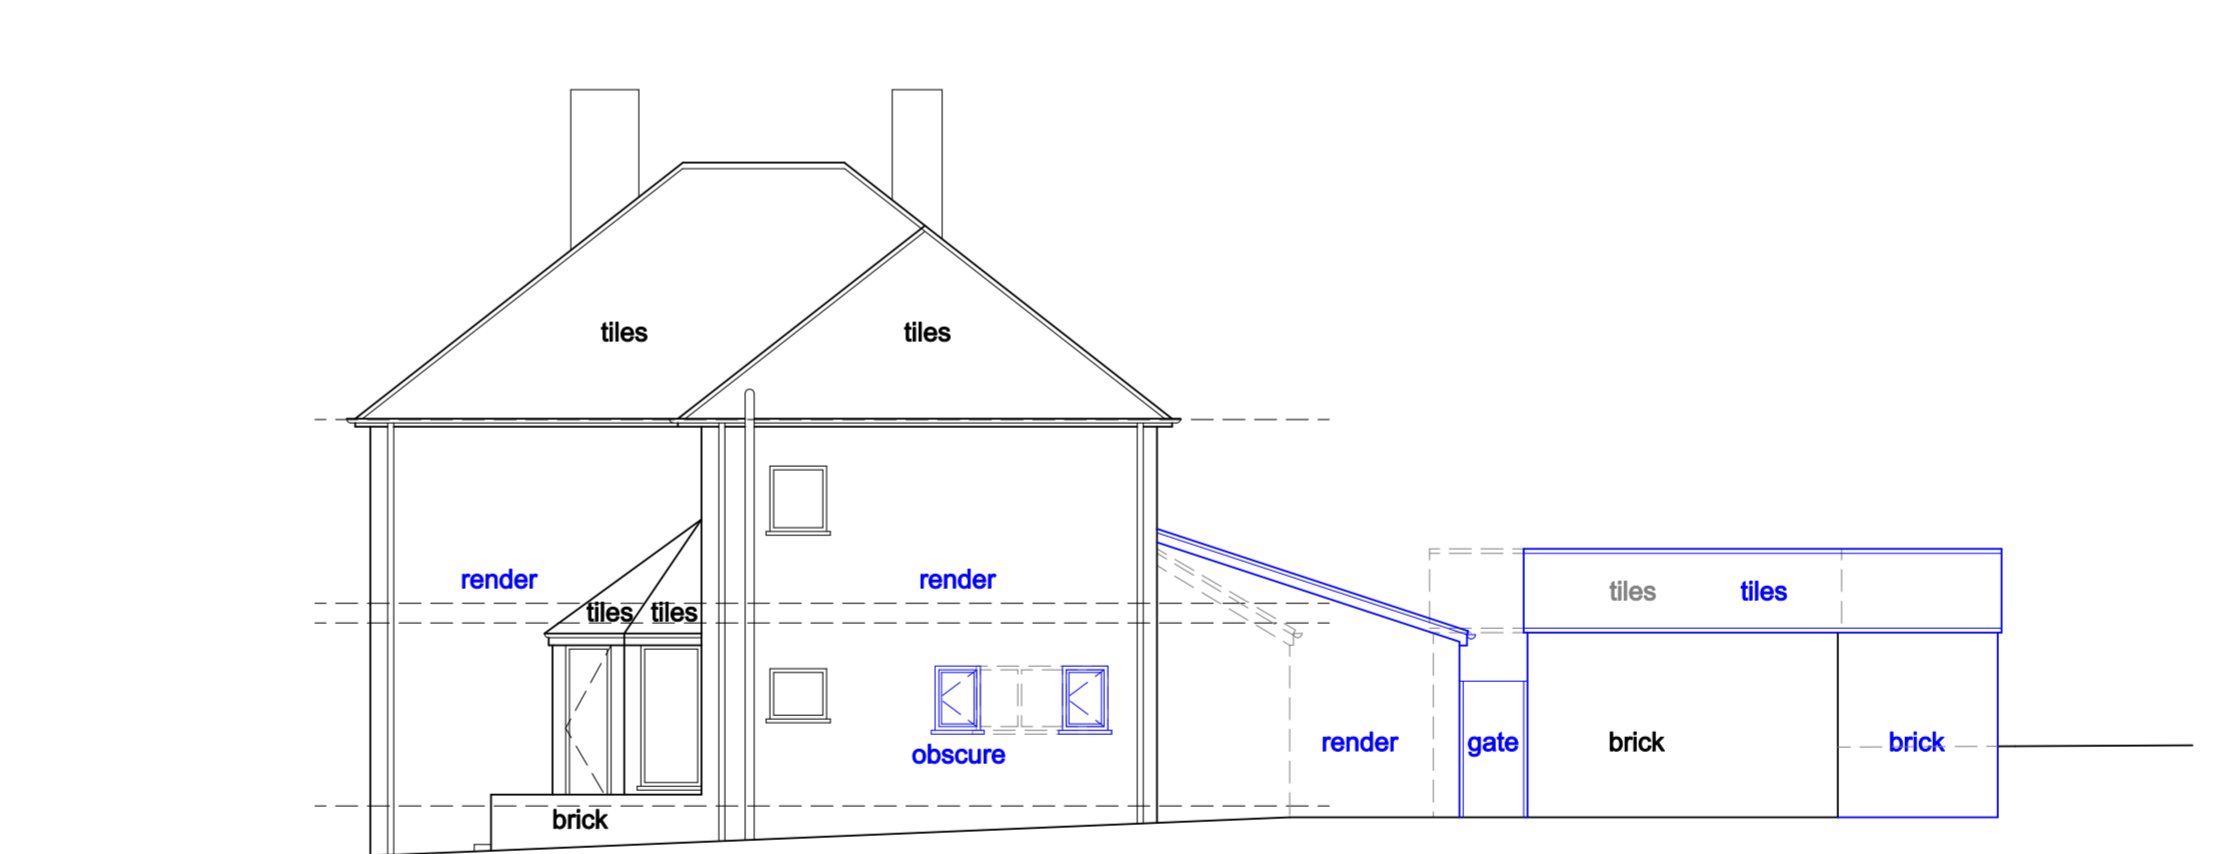 tiles
tiles
render
render
tiles
tiles
tiles
tiles
obscure
render
gate
brick
brick
brick